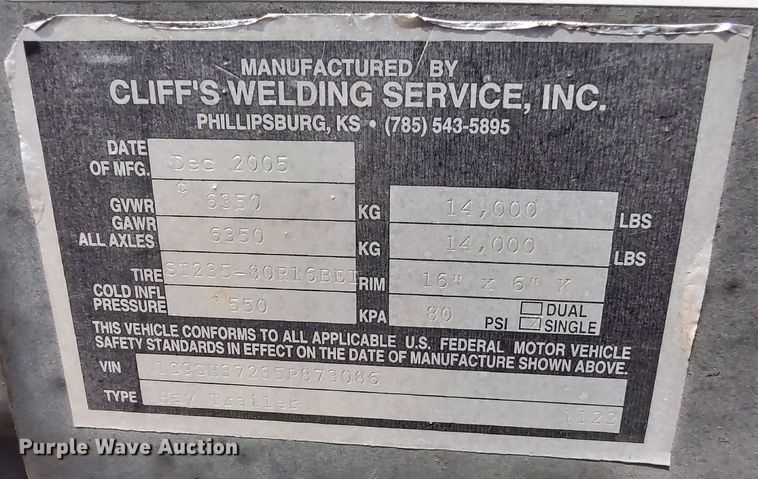 MANUFACTURED BY
CLIFF'S WELDING SERVICE, INC.
PHILLIPSBURG, KS • (785) 543-5895
DATE OF MFG. Dec 2005
GVWR 6350 KG 14,000 LBS
GAWR ALL AXLES 6350 KG 14,000 LBS
TIRE RIM 16" x 6" K
COLD INFL PRESSURE 550 KPA 80 PSI DUAL SINGLE
THIS VEHICLE CONFORMS TO ALL APPLICABLE U.S. FEDERAL MOTOR VEHICLE
SAFETY STANDARDS IN EFFECT ON THE DATE OF MANUFACTURE SHOWN ABOVE.
VIN
TYPE Hay Trailer 1122
Purple Wave Auction